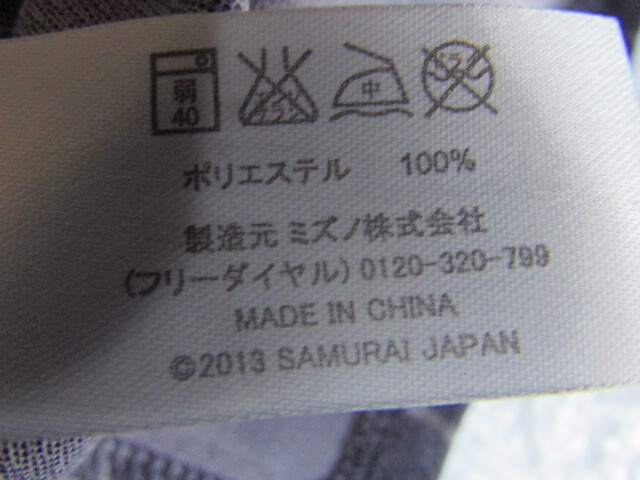 弱 中
40
ポリエステル 100%
製造元 ミズノ株式会社
(フリーダイヤル) 0120-320-799
MADE IN CHINA
©2013 SAMURAI JAPAN